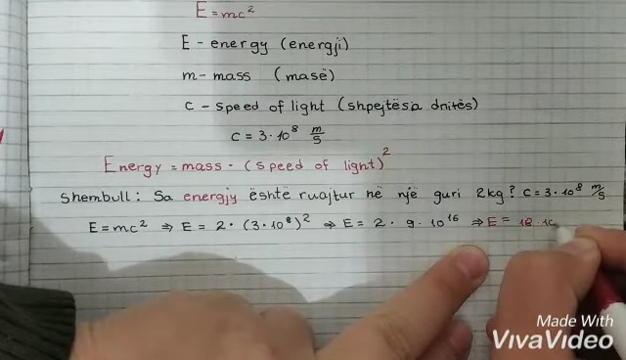 E = mc²
E - energy (energji)
m - mass (masë)
c - speed of light (shpejtësa dritës)
c = 3 · 10⁸ m/s
Energy = mass · (speed of light)²
Shembull: Sa energjy është ruajtur në një guri 2kg? c = 3 · 10⁸ m/s
E = mc² ⇒ E = 2 · (3 · 10⁸)² ⇒ E = 2 · 9 · 10¹⁶ ⇒ E = 18 · 10
Made With
VivaVideo